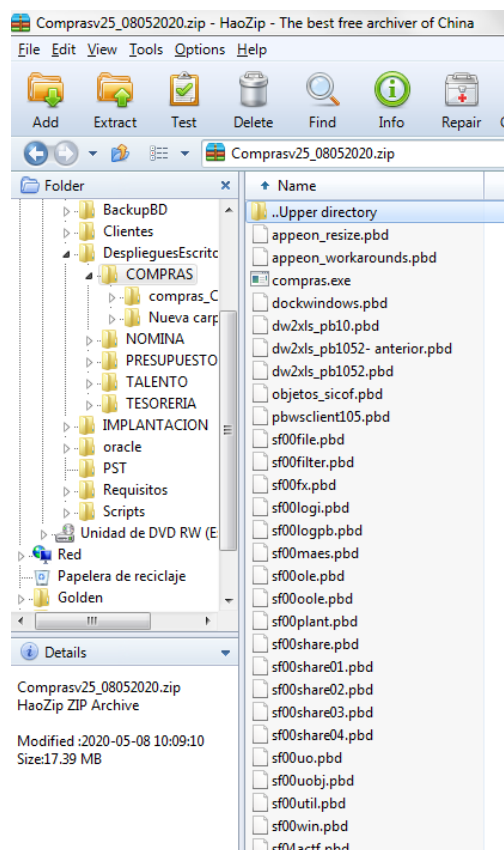 Comprasv25_08052020.zip - HaoZip - The best free archiver of China
File Edit View Tools Options Help
Add Extract Test Delete Find Info Repair
Comprasv25_08052020.zip
Folder x
BackupBD
Clientes
DesplieguesEscritc
COMPRAS
compras_C
Nueva carp
NOMINA
PRESUPUESTO
TALENTO
TESORERIA
IMPLANTACION
oracle
PST
Requisitos
Scripts
Unidad de DVD RW (E:
Red
Papelera de reciclaje
Golden
Details
Comprasv25_08052020.zip
HaoZip ZIP Archive
Modified :2020-05-08 10:09:10
Size:17.39 MB
Name
..Upper directory
appeon_resize.pbd
appeon_workarounds.pbd
compras.exe
dockwindows.pbd
dw2xls_pb10.pbd
dw2xls_pb1052- anterior.pbd
dw2xls_pb1052.pbd
objetos_sicof.pbd
pbwsclient105.pbd
sf00file.pbd
sf00filter.pbd
sf00fx.pbd
sf00logi.pbd
sf00logpb.pbd
sf00maes.pbd
sf00ole.pbd
sf00oole.pbd
sf00plant.pbd
sf00share.pbd
sf00share01.pbd
sf00share02.pbd
sf00share03.pbd
sf00share04.pbd
sf00uo.pbd
sf00uobj.pbd
sf00util.pbd
sf00win.pbd
sf04actf.pbd